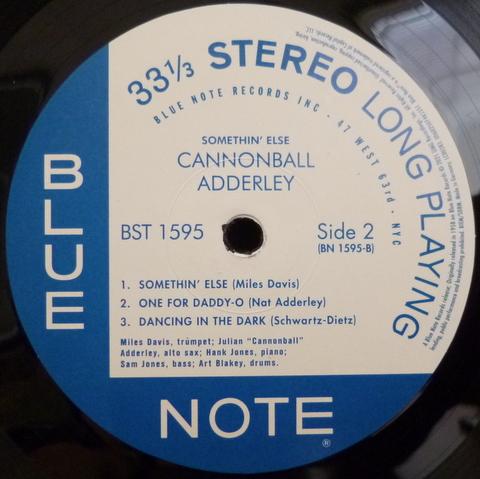 33 1/3 STEREO LONG PLAYING
BLUE NOTE RECORDS INC • 47 WEST 63rd • NYC
SOMETHIN' ELSE
CANNONBALL
ADDERLEY
BST 1595
Side 2
(BN 1595-B)
1. SOMETHIN' ELSE (Miles Davis)
2. ONE FOR DADDY-O (Nat Adderley)
3. DANCING IN THE DARK (Schwartz-Dietz)
Miles Davis, trumpet; Julian "Cannonball"
Adderley, alto sax; Hank Jones, piano;
Sam Jones, bass; Art Blakey, drums.
BLUE
NOTE®